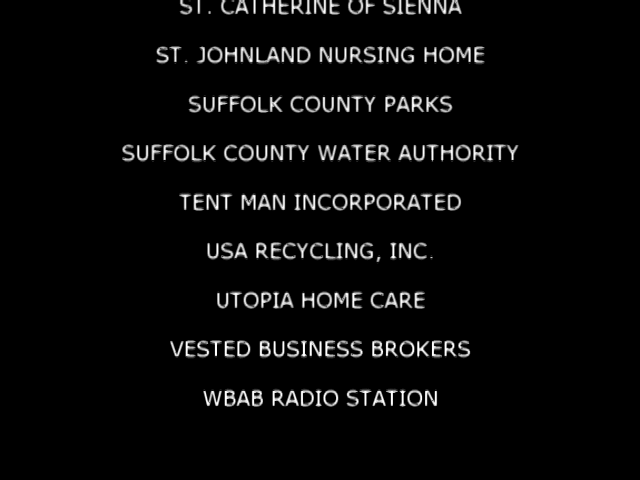 ST. CATHERINE OF SIENNA
ST. JOHNLAND NURSING HOME
SUFFOLK COUNTY PARKS
SUFFOLK COUNTY WATER AUTHORITY
TENT MAN INCORPORATED
USA RECYCLING, INC.
UTOPIA HOME CARE
VESTED BUSINESS BROKERS
WBAB RADIO STATION